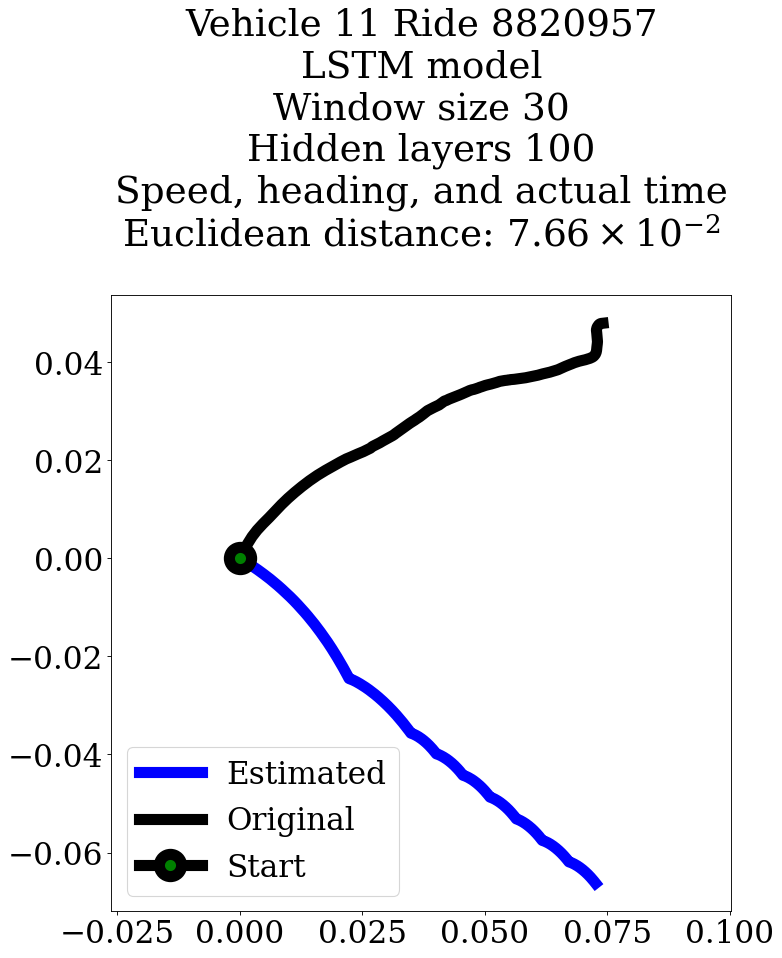 Vehicle 11 Ride 8820957
LSTM model
Window size 30
Hidden layers 100
Speed, heading, and actual time
Euclidean distance: 7.66 × 10⁻²
0.04
0.02
0.00
−0.02
−0.04
−0.06
Estimated
Original
Start
−0.025 0.000 0.025 0.050 0.075 0.100